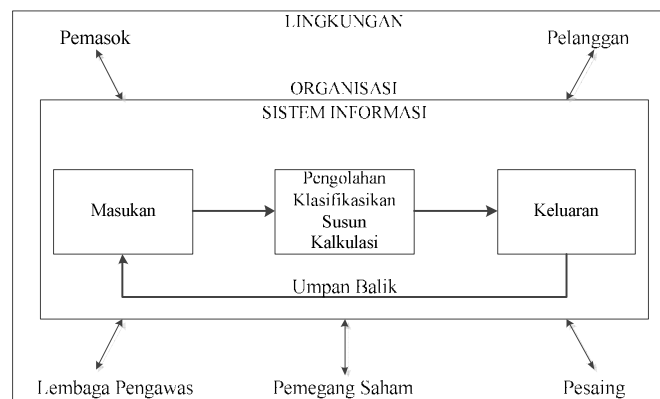 LINGKUNGAN
Pemasok
Pelanggan
ORGANISASI
SISTEM INFORMASI
Masukan
Pengolahan
Klasifikasikan
Susun
Kalkulasi
Keluaran
Umpan Balik
Lembaga Pengawas
Pemegang Saham
Pesaing